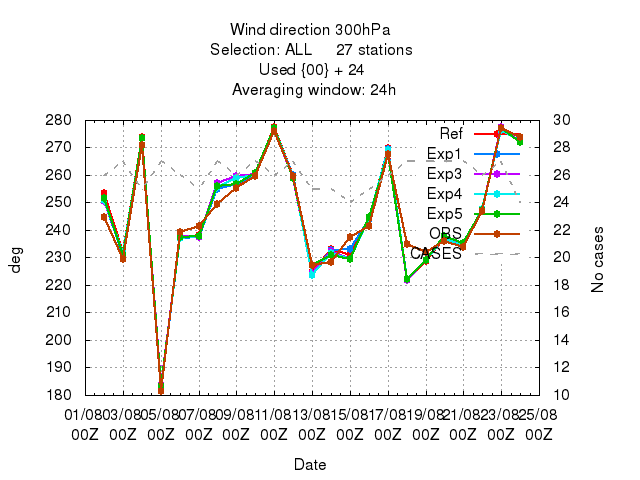 Wind direction 300hPa
Selection: ALL 27 stations
Used {00} + 24
Averaging window: 24h
280 30
270 28
260 26
250 24
240 22
230 20
220 18
210 16
200 14
190 12
180 10
deg
No cases
Ref
Exp1
Exp3
Exp4
Exp5
OBS
CASES
01/08 03/08 05/08 07/08 09/08 11/08 13/08 15/08 17/08 19/08 21/08 23/08 25/08
00Z 00Z 00Z 00Z 00Z 00Z 00Z 00Z 00Z 00Z 00Z 00Z 00Z
Date